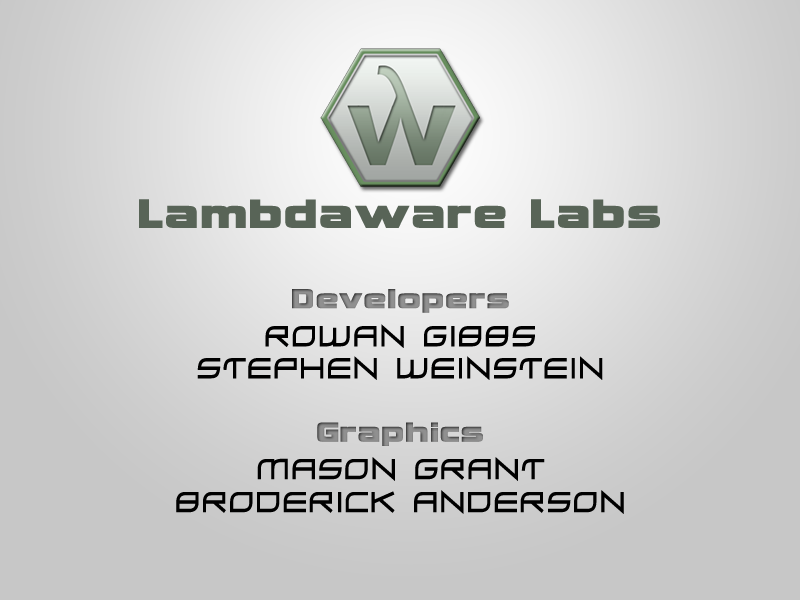 W
Lambdaware Labs
Developers
ROWAN GIBBS
STEPHEN WEINSTEIN
Graphics
MASON GRANT
BRODERICK ANDERSON